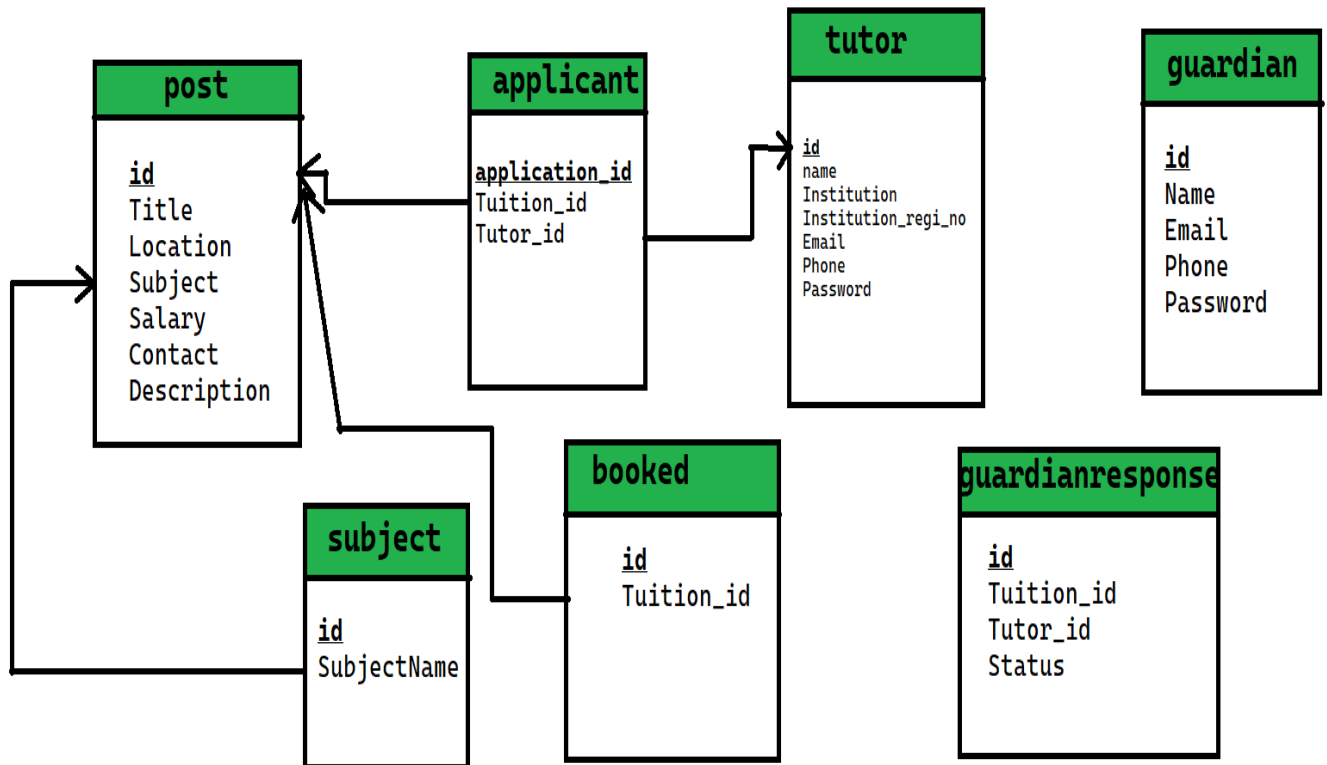 post
id
Title
Location
Subject
Salary
Contact
Description
applicant
application_id
Tuition_id
Tutor_id
tutor
id
name
Institution
Institution_regi_no
Email
Phone
Password
guardian
id
Name
Email
Phone
Password
subject
id
SubjectName
booked
id
Tuition_id
guardianresponse
id
Tuition_id
Tutor_id
Status